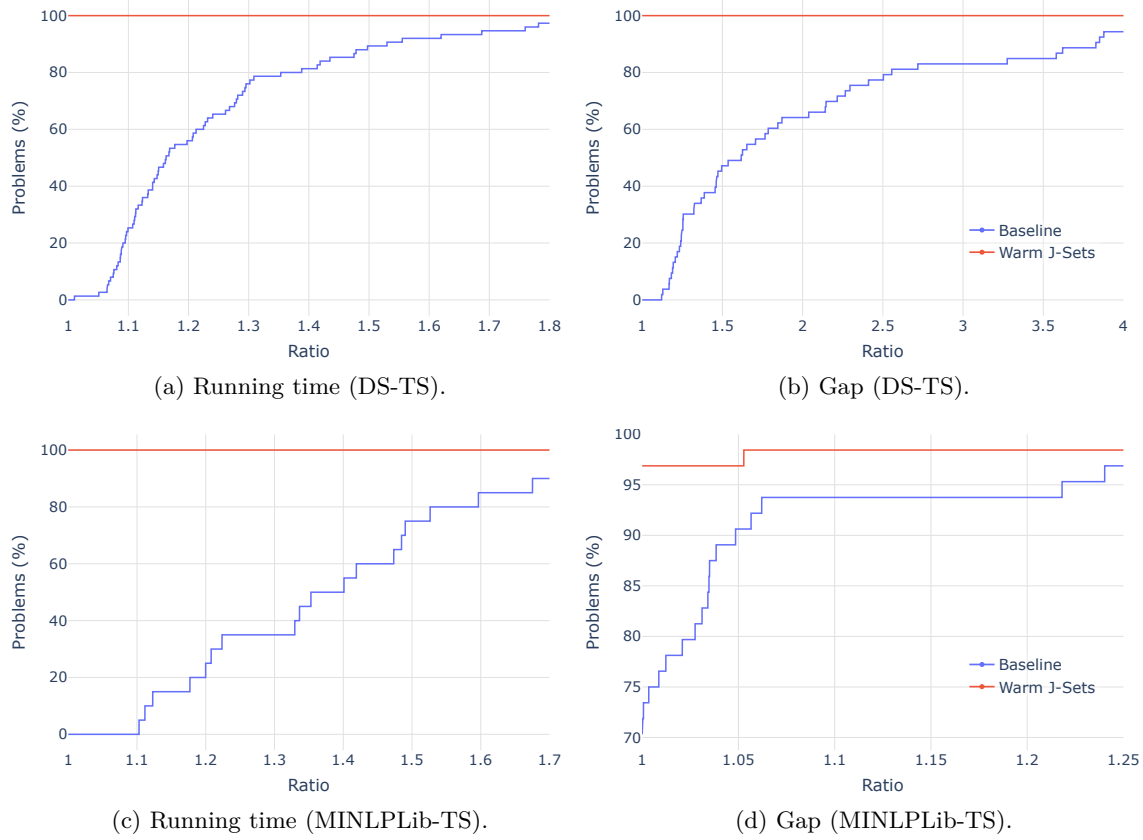 100
80
60
40
20
0
Problems (%)
1 1.1 1.2 1.3 1.4 1.5 1.6 1.7 1.8
Ratio
(a) Running time (DS-TS).
100
80
60
40
20
0
Problems (%)
Baseline
Warm J-Sets
1 1.5 2 2.5 3 3.5 4
Ratio
(b) Gap (DS-TS).
100
80
60
40
20
0
Problems (%)
1 1.1 1.2 1.3 1.4 1.5 1.6 1.7
Ratio
(c) Running time (MINLPLib-TS).
100
95
90
85
80
75
70
Problems (%)
Baseline
Warm J-Sets
1 1.05 1.1 1.15 1.2 1.25
Ratio
(d) Gap (MINLPLib-TS).